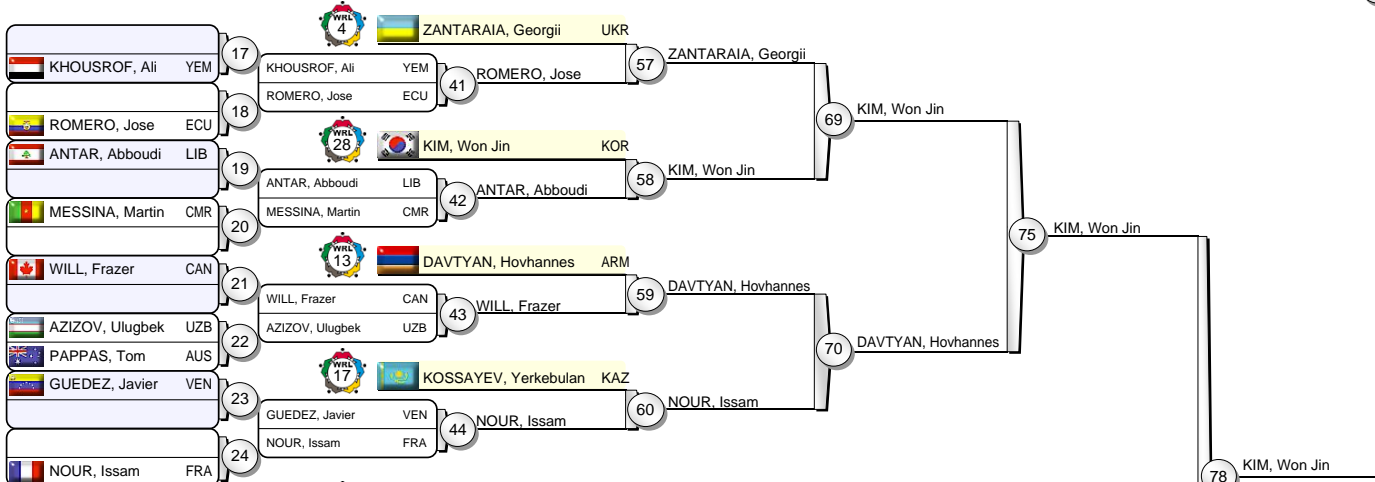 WRL
4
ZANTARAIA, Georgii UKR
17
KHOUSROF, Ali YEM
KHOUSROF, Ali YEM
57
ZANTARAIA, Georgii
41
ROMERO, Jose
ROMERO, Jose ECU
18
ROMERO, Jose ECU
69
KIM, Won Jin
WRL
28
KIM, Won Jin KOR
ANTAR, Abboudi LIB
19
ANTAR, Abboudi LIB
58
KIM, Won Jin
42
ANTAR, Abboudi
MESSINA, Martin CMR
MESSINA, Martin CMR
20
75
KIM, Won Jin
WRL
13
DAVTYAN, Hovhannes ARM
WILL, Frazer CAN
21
WILL, Frazer CAN
59
DAVTYAN, Hovhannes
43
WILL, Frazer
AZIZOV, Ulugbek UZB
AZIZOV, Ulugbek UZB
22
PAPPAS, Tom AUS
70
DAVTYAN, Hovhannes
WRL
17
KOSSAYEV, Yerkebulan KAZ
GUEDEZ, Javier VEN
23
GUEDEZ, Javier VEN
60
NOUR, Issam
44
NOUR, Issam
NOUR, Issam FRA
24
NOUR, Issam FRA
78
KIM, Won Jin